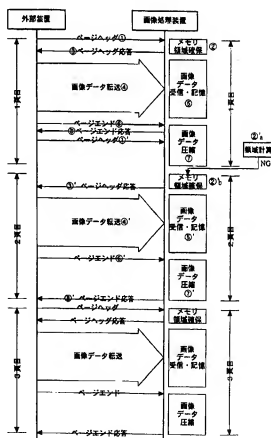 外部装置
画像処理装置
ページヘッダ①
メモリ
領域確保
②
③ページヘッダ応答
画像データ転送④
画像
データ
受信・記憶
⑤
1頁目
1頁目
ページエンド⑥
⑧ページエンド応答
ページヘッダ①'
画像
データ
圧縮
⑦
②'a
領域計算
NG
メモリ
領域確保
②'b
③'ページヘッダ応答
画像データ転送④'
画像
データ
受信・記憶
⑤'
2頁目
2頁目
ページエンド⑥'
画像
データ
圧縮
⑦'
⑧'ページエンド応答
ページヘッダ
メモリ
領域確保
ページヘッダ応答
画像データ転送
画像
データ
受信・記憶
3頁目
3頁目
ページエンド
画像
データ
圧縮
ページエンド応答